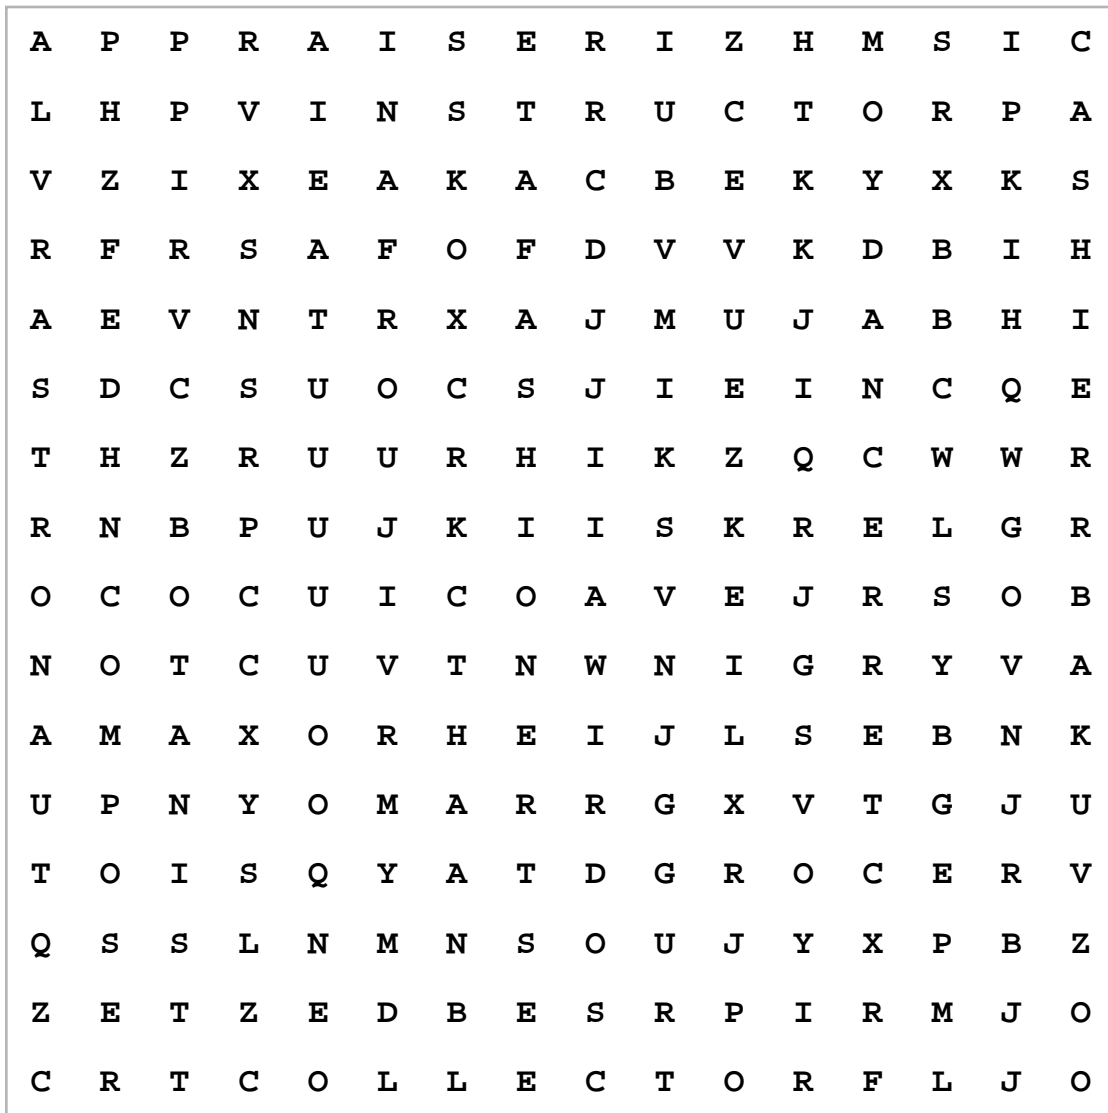 A P P R A I S E R I Z H M S I C
L H P V I N S T R U C T O R P A
V Z I X E A K A C B E K Y X K S
R F R S A F O F D V V K D B I H
A E V N T R X A J M U J A B H I
S D C S U O C S J I E I N C Q E
T H Z R U U R H I K Z Q C W W R
R N B P U J K I I S K R E L G R
O C O C U I C O A V E J R S O B
N O T C U V T N W N I G R Y V A
A M A X O R H E I J L S E B N K
U P N Y O M A R R G X V T G J U
T O I S Q Y A T D G R O C E R V
Q S S L N M N S O U J Y X P B Z
Z E T Z E D B E S R P I R M J O
C R T C O L L E C T O R F L J O